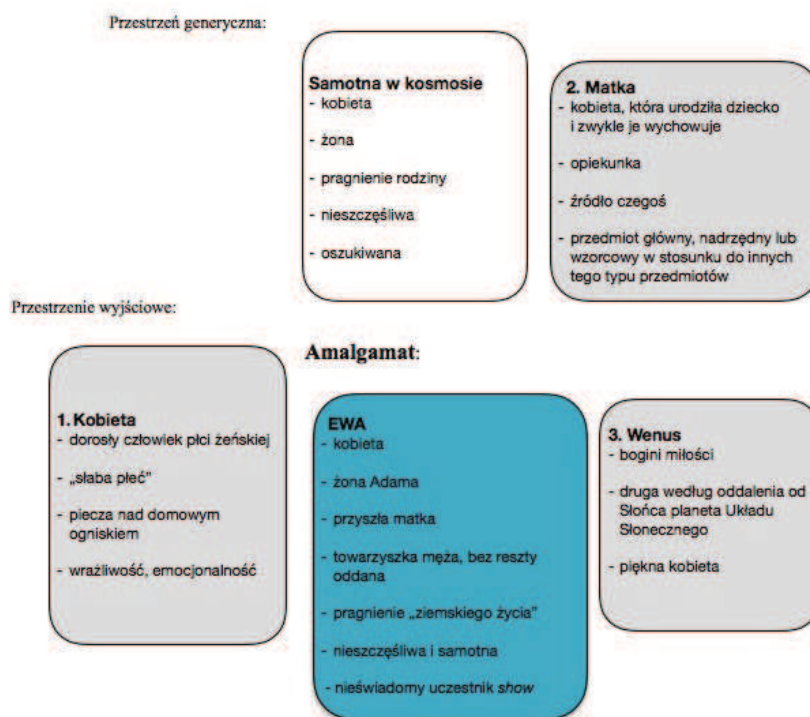 Przestrzeń generyczna:
Samotna w kosmosie
- kobieta
- żona
- pragnienie rodziny
- nieszczęśliwa
- oszukiwana
2. Matka
- kobieta, która urodziła dziecko
i zwykle je wychowuje
- opiekunka
- źródło czegoś
- przedmiot główny, nadrzędny lub
wzorcowy w stosunku do innych
tego typu przedmiotów
Przestrzenie wyjściowe:
1. Kobieta
- dorosły człowiek płci żeńskiej
- „słaba płeć”
- piecza nad domowym
ogniskiem
- wrażliwość, emocjonalność
Amalgamat:
EWA
- kobieta
- żona Adama
- przyszła matka
- towarzyszka męża, bez reszty
oddana
- pragnienie „ziemskiego życia”
- nieszczęśliwa i samotna
- nieświadomy uczestnik show
3. Wenus
- bogini miłości
- druga według oddalenia od
Słońca planeta Układu
Słonecznego
- piękna kobieta